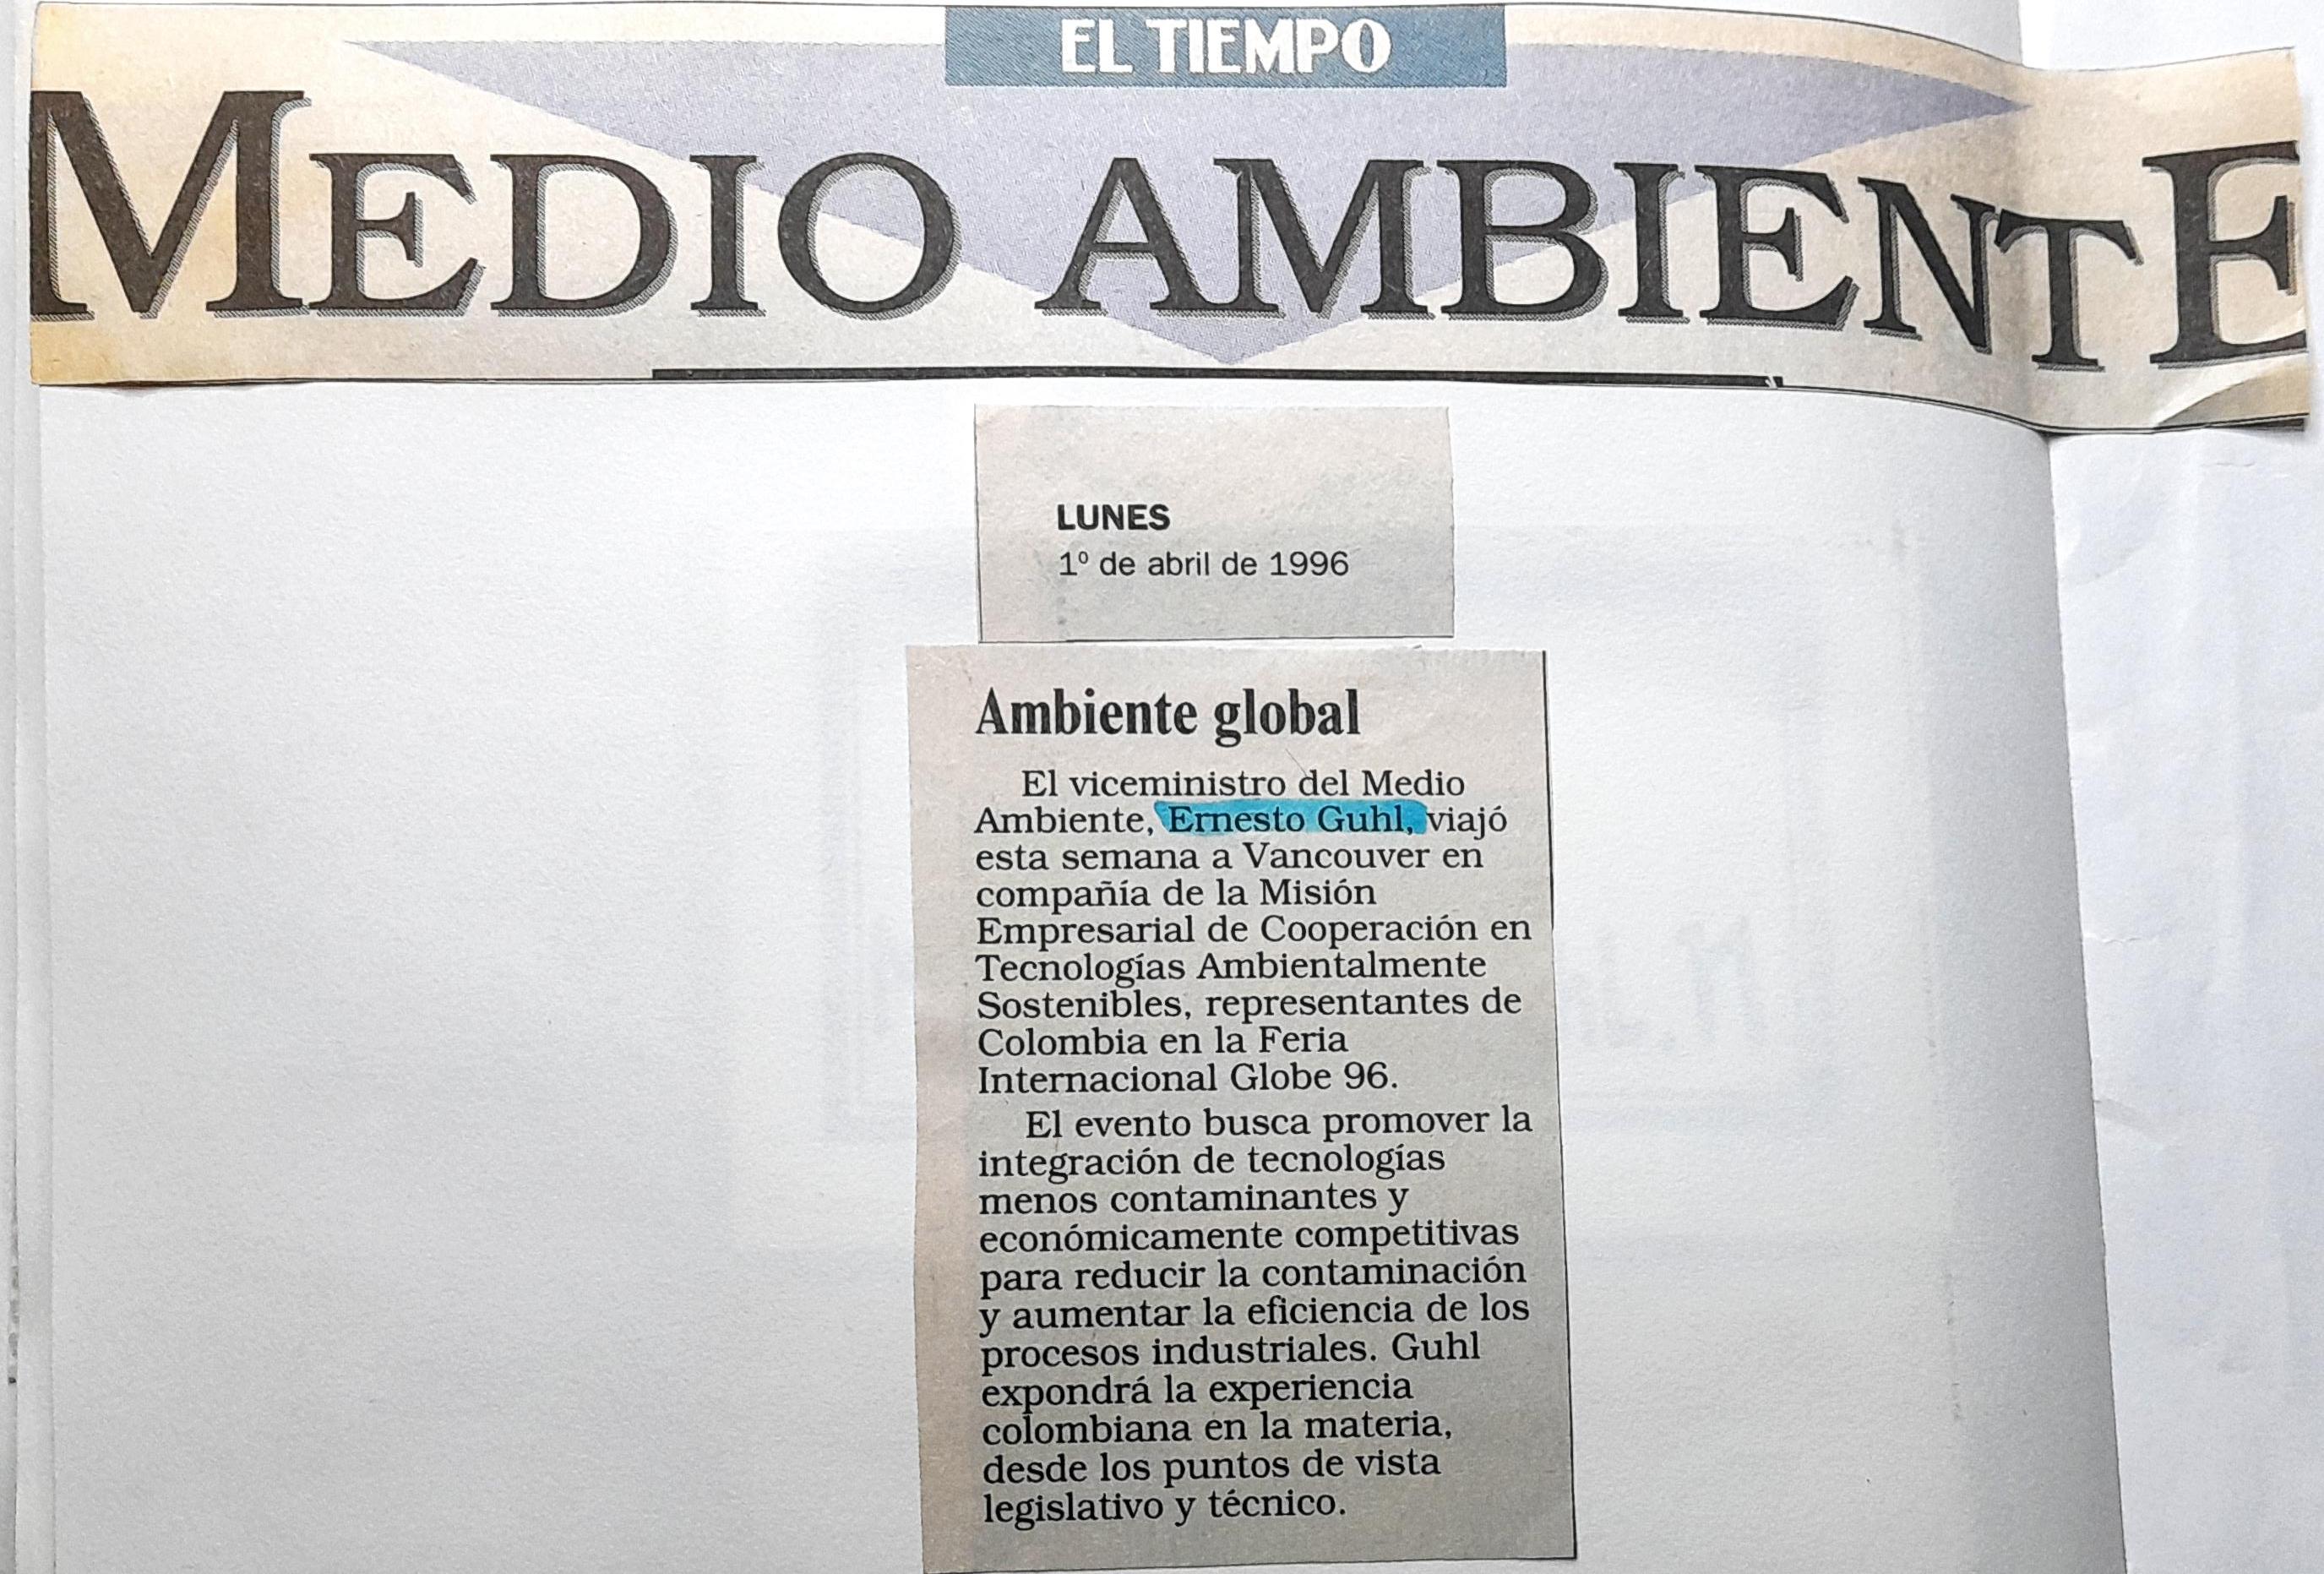 EL TIEMPO
MEDIO AMBIENTE
LUNES
1º de abril de 1996
Ambiente global
El viceministro del Medio
Ambiente, Ernesto Guhl, viajó
esta semana a Vancouver en
compañía de la Misión
Empresarial de Cooperación en
Tecnologías Ambientalmente
Sostenibles, representantes de
Colombia en la Feria
Internacional Globe 96.
El evento busca promover la
integración de tecnologías
menos contaminantes y
económicamente competitivas
para reducir la contaminación
y aumentar la eficiencia de los
procesos industriales. Guhl
expondrá la experiencia
colombiana en la materia,
desde los puntos de vista
legislativo y técnico.